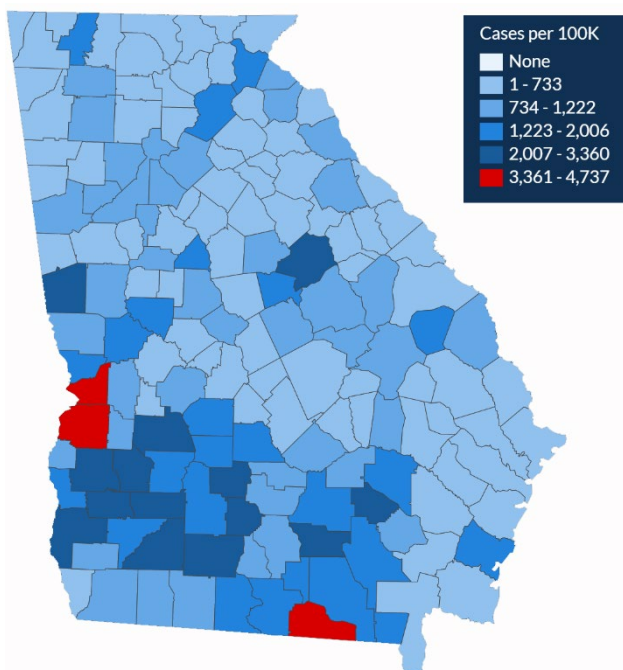 Cases per 100K
None
1 - 733
734 - 1,222
1,223 - 2,006
2,007 - 3,360
3,361 - 4,737